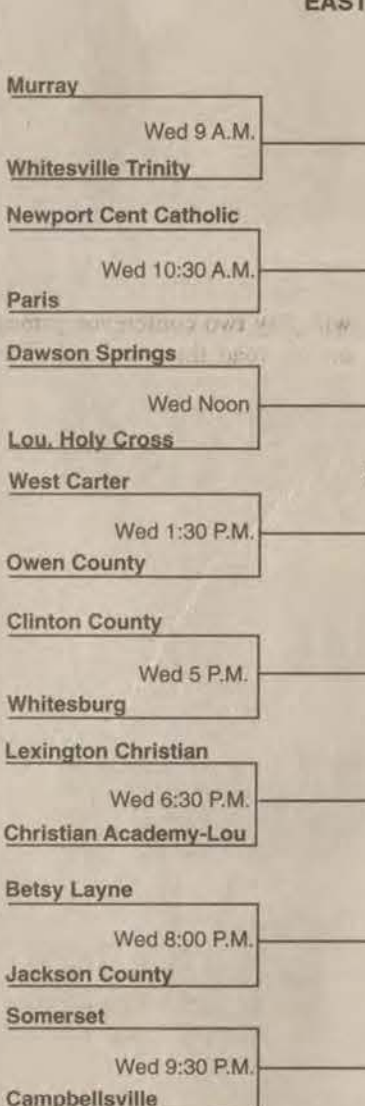 EAST
Murray
Wed 9 A.M.
Whitesville Trinity
Newport Cent Catholic
Wed 10:30 A.M.
Paris
Dawson Springs
Wed Noon
Lou. Holy Cross
West Carter
Wed 1:30 P.M.
Owen County
Clinton County
Wed 5 P.M.
Whitesburg
Lexington Christian
Wed 6:30 P.M.
Christian Academy-Lou
Betsy Layne
Wed 8:00 P.M.
Jackson County
Somerset
Wed 9:30 P.M.
Campbellsville